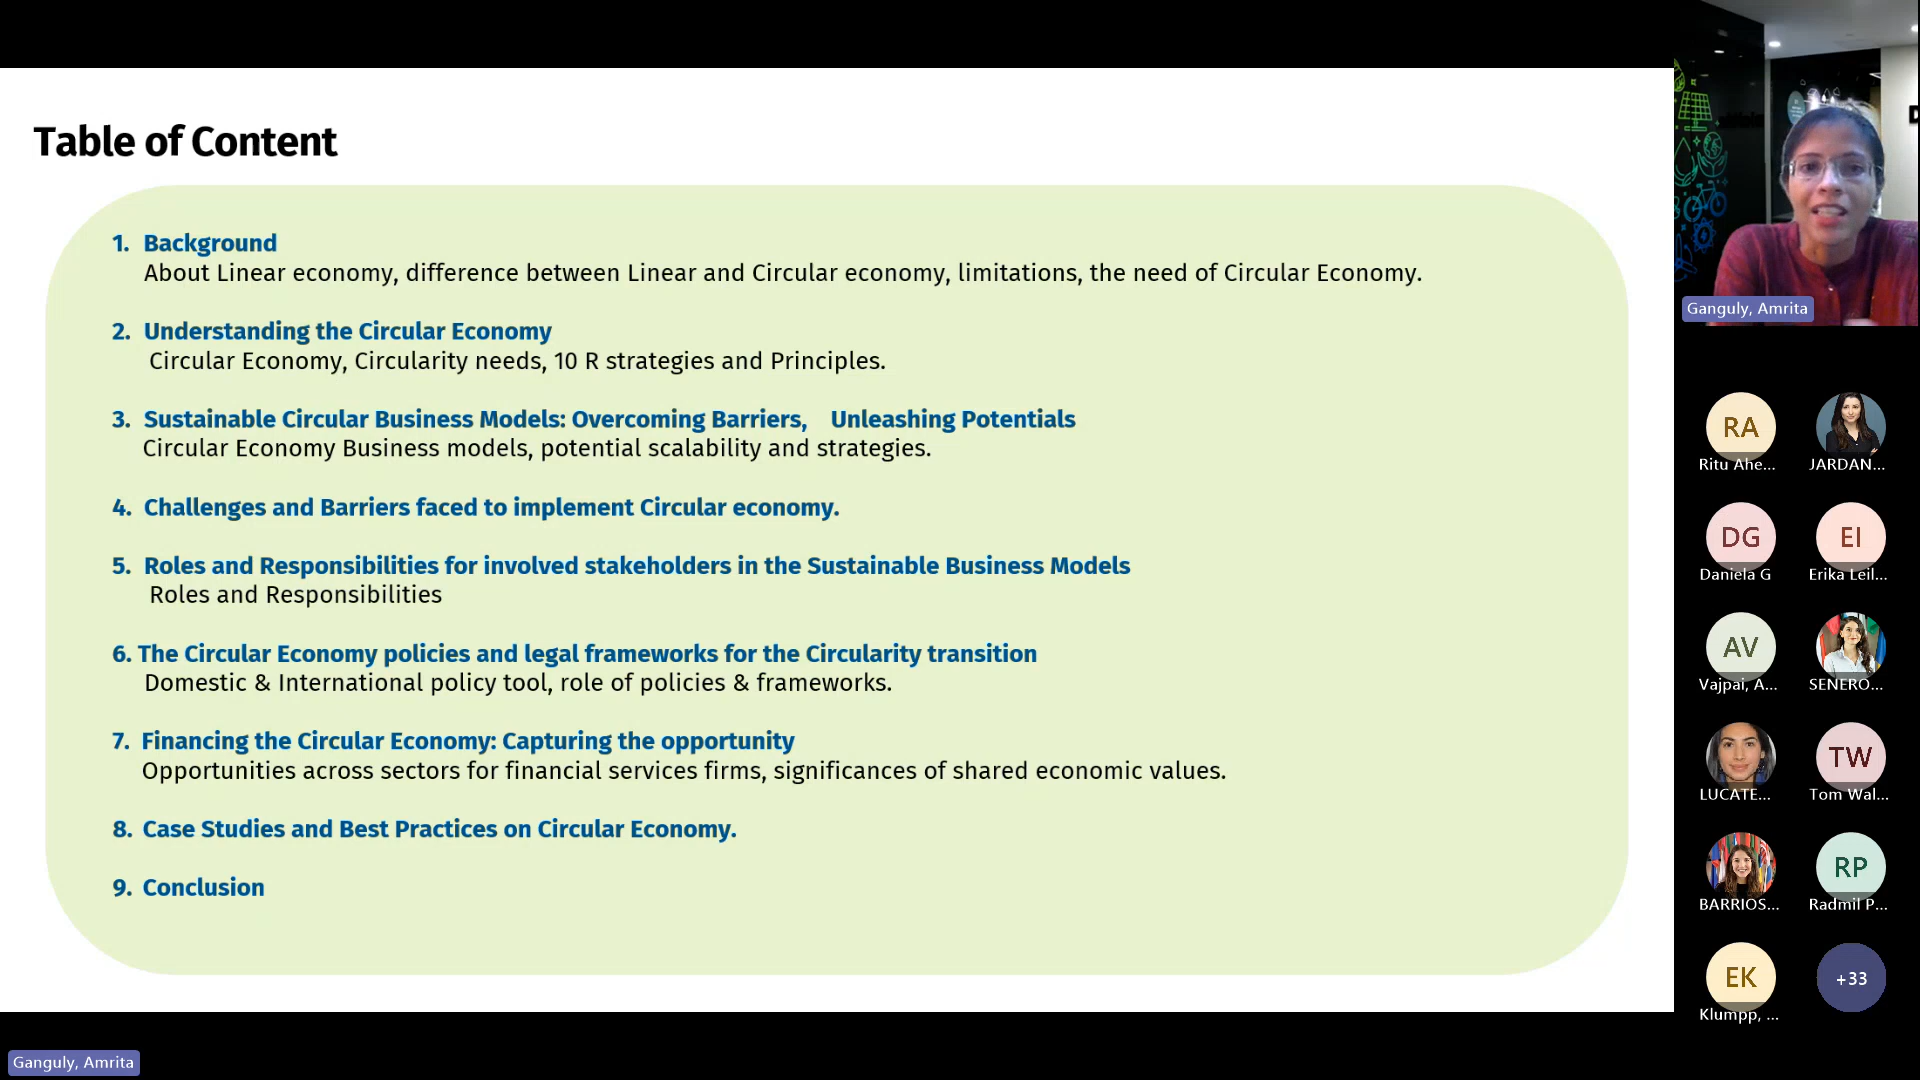 Table of Content
1. Background
About Linear economy, difference between Linear and Circular economy, limitations, the need of Circular Economy.
2. Understanding the Circular Economy
Circular Economy, Circularity needs, 10 R strategies and Principles.
3. Sustainable Circular Business Models: Overcoming Barriers, Unleashing Potentials
Circular Economy Business models, potential scalability and strategies.
4. Challenges and Barriers faced to implement Circular economy.
5. Roles and Responsibilities for involved stakeholders in the Sustainable Business Models
Roles and Responsibilities
6. The Circular Economy policies and legal frameworks for the Circularity transition
Domestic & International policy tool, role of policies & frameworks.
7. Financing the Circular Economy: Capturing the opportunity
Opportunities across sectors for financial services firms, significances of shared economic values.
8. Case Studies and Best Practices on Circular Economy.
9. Conclusion
Ganguly, Amrita
RA
Ritu Ahe...
JARDAN...
DG
Daniela G
EI
Erika Leil...
AV
Vajpai, A...
SENERO...
LUCATE...
TW
Tom Wal...
BARRIOS...
RP
Radmil P...
EK
Klumpp, ...
+33
Ganguly, Amrita